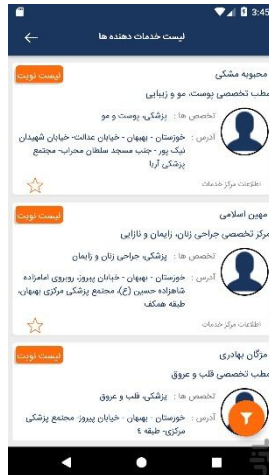 3:45
لیست خدمات دهنده ها
محبوبه مشکی
لیست نوبت
مطب تخصصی پوست، مو و زیبایی
تخصص ها : پزشکی، پوست و مو
آدرس : خوزستان - بهبهان - خیابان عدالت- خیابان شهیدان
نیک پور - جنب مسجد سلطان محراب- مجتمع
پزشکی آریا
اطلاعات مرکز خدمات
مهین اسلامی
لیست نوبت
مرکز تخصصی جراحی زنان، زایمان و نازایی
تخصص ها : پزشکی، جراحی زنان و زایمان
آدرس : خوزستان - بهبهان - خیابان پیروز، روبروی امامزاده
شاهزاده حسین (ع)، مجتمع پزشکی مرکزی بهبهان،
طبقه همکف
اطلاعات مرکز خدمات
مژگان بهادری
لیست نوبت
مطب تخصصی قلب و عروق
تخصص ها : پزشکی، قلب و عروق
آدرس : خوزستان - بهبهان - خیابان پیروز- مجتمع پزشکی
مرکزی- طبقه ٤